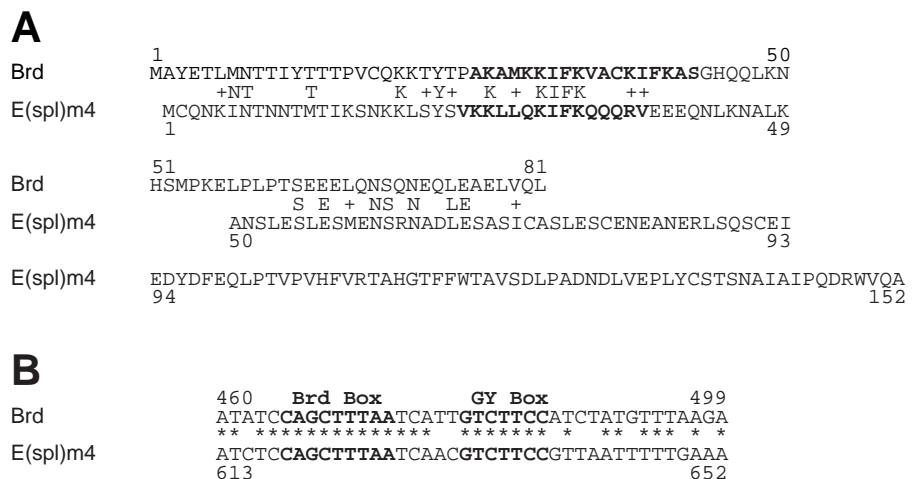 A
1 50
Brd MAYETLMNTTIYTTTPVCQKKTYTPAKAMKKIFKVACKIFKASGHQQLKN
+NT T K +Y+ K + KIFK ++
E(spl)m4 MCQNKINTNNTMTIKSNKKLSYSVKKLLQKIFKQQQRVEEEQNLKNALK
1 49
51 81
Brd HSMPKELPLPTSEEELQNSQNEQLEAELVQL
S E + NS N LE +
E(spl)m4 ANSLESLESMENSRNADLESASICASLESCENEANERLSQSCEI
50 93
E(spl)m4 EDYDFEQLPTVPVHFVRTAHGTFFWTAVSDLPADNDLVEPLYCSTSNAIAIPQDRWVQA
94 152
B
460 Brd Box GY Box 499
Brd ATATCCAGCTTTAATCATTGTCTTCCATCTATGTTTAAGA
** ************** ******* * ** *** * *
E(spl)m4 ATCTCCAGCTTTAATCAACGTCTTCCGTTAATTTTTGAAA
613 652